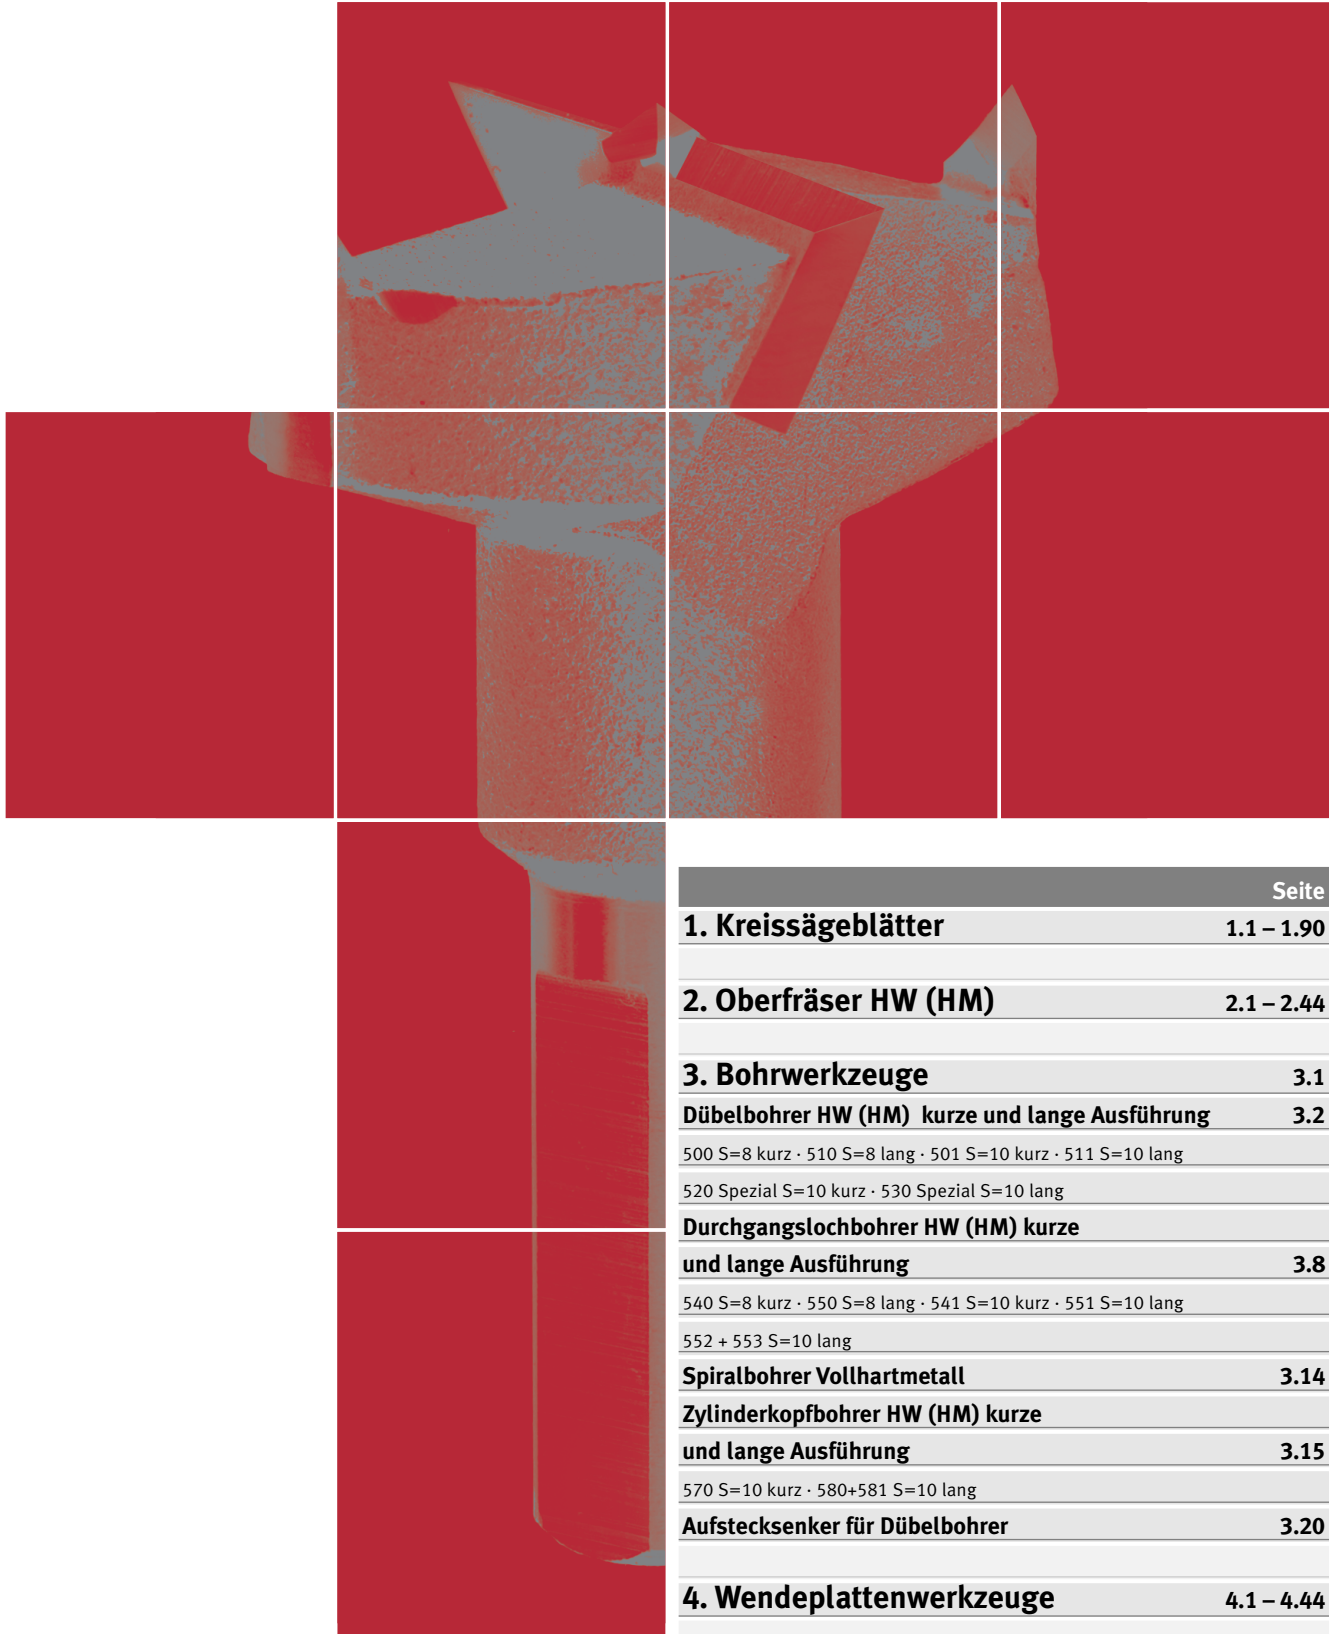 Seite
1. Kreissägeblätter 1.1 – 1.90
2. Oberfräser HW (HM) 2.1 – 2.44
3. Bohrwerkzeuge 3.1
Dübelbohrer HW (HM) kurze und lange Ausführung 3.2
500 S=8 kurz · 510 S=8 lang · 501 S=10 kurz · 511 S=10 lang
520 Spezial S=10 kurz · 530 Spezial S=10 lang
Durchgangslochbohrer HW (HM) kurze
und lange Ausführung 3.8
540 S=8 kurz · 550 S=8 lang · 541 S=10 kurz · 551 S=10 lang
552 + 553 S=10 lang
Spiralbohrer Vollhartmetall 3.14
Zylinderkopfbohrer HW (HM) kurze
und lange Ausführung 3.15
570 S=10 kurz · 580+581 S=10 lang
Aufstecksenker für Dübelbohrer 3.20
4. Wendeplattenwerkzeuge 4.1 – 4.44